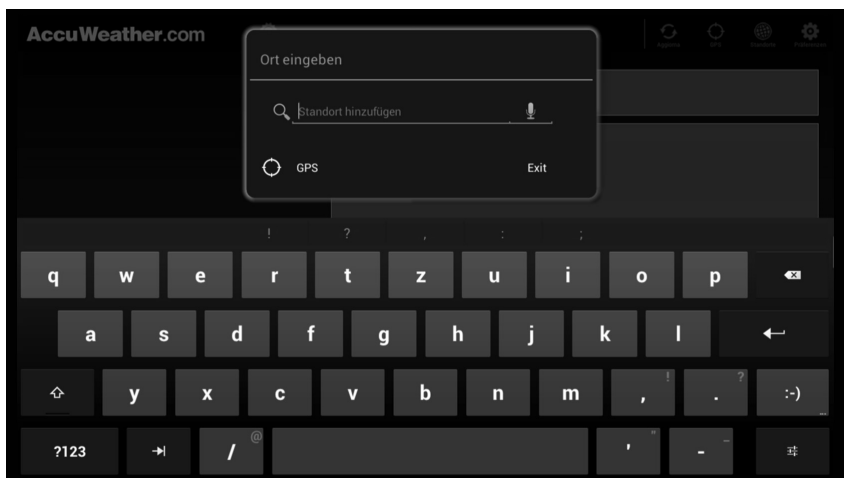 AccuWeather.com
Ort eingeben
Standort hinzufügen
GPS Exit
! ? , : ;
q w e r t z u i o p
a s d f g h j k l
! ?
y x c v b n m , . :-)
@ " _
?123 / ' -